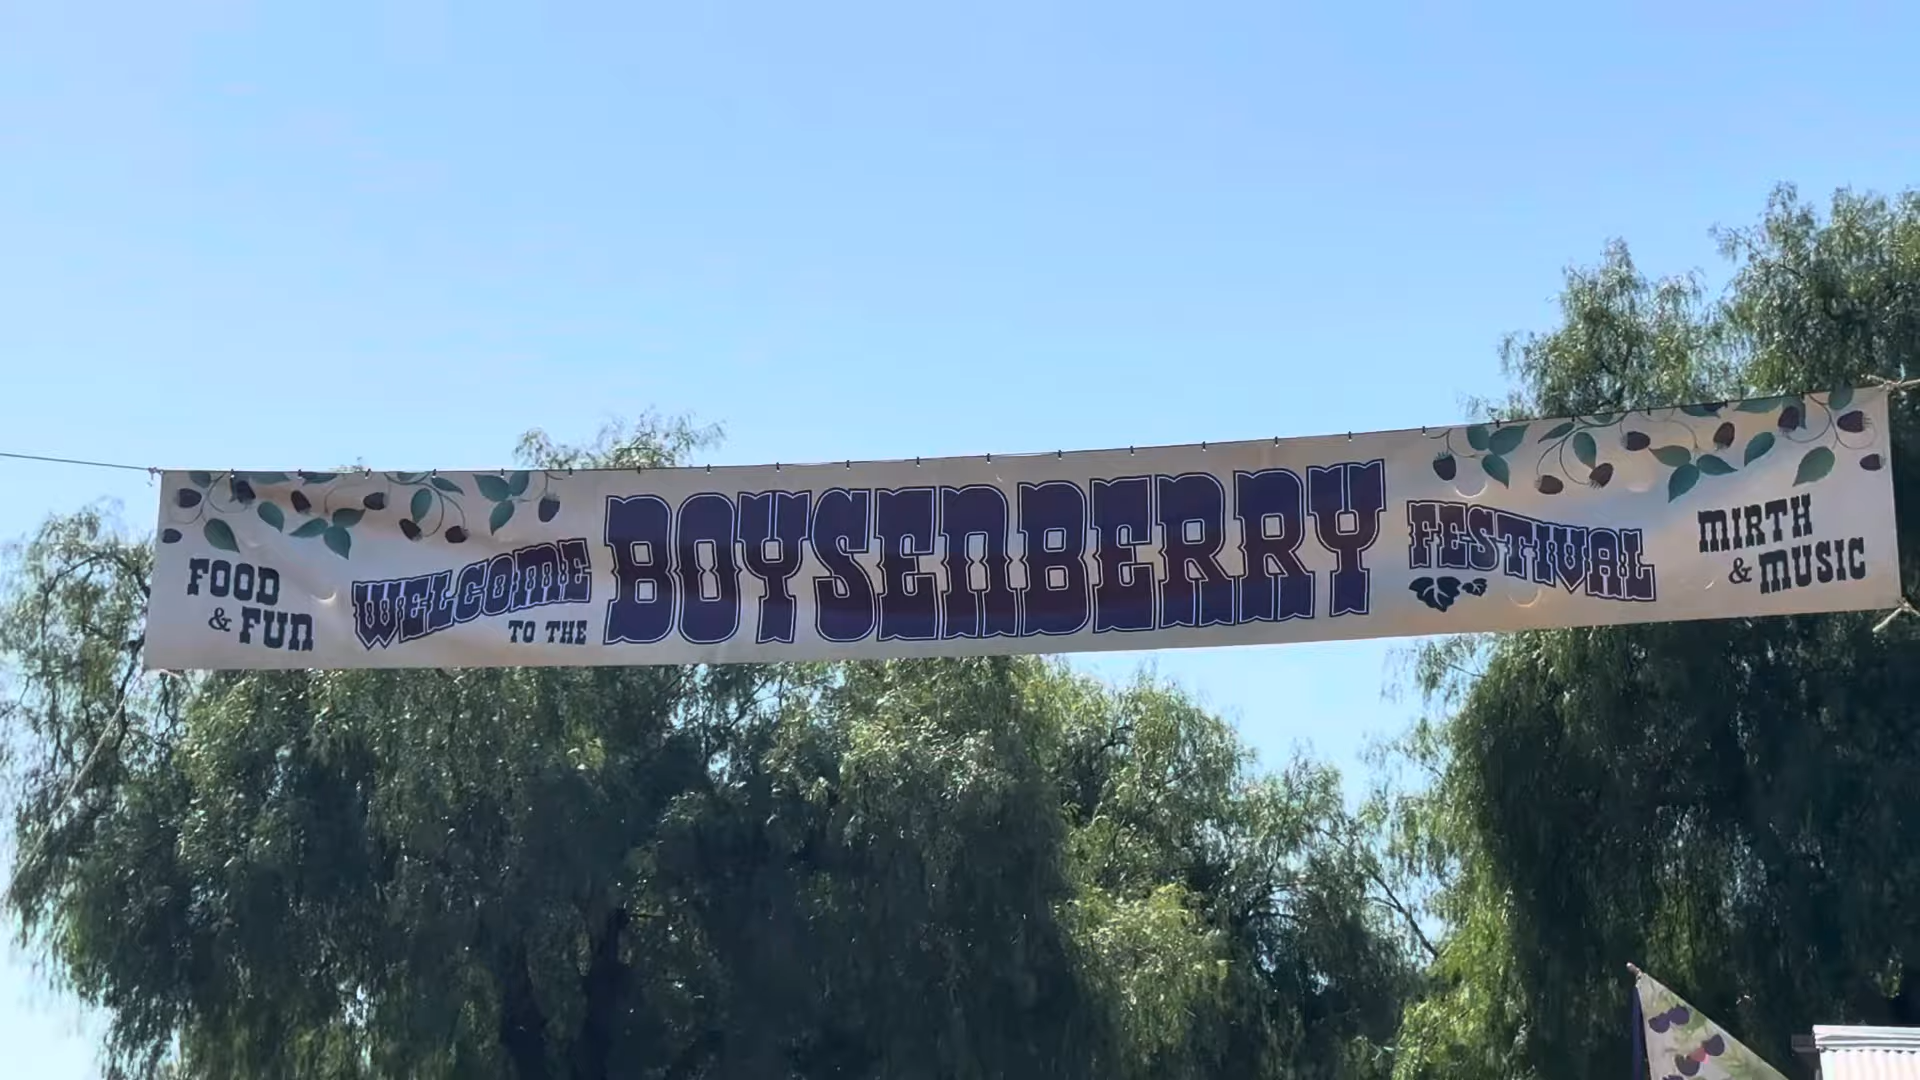 FOOD
& FUN
WELCOME
TO THE
BOYSENBERRY
FESTIVAL
MIRTH
& MUSIC